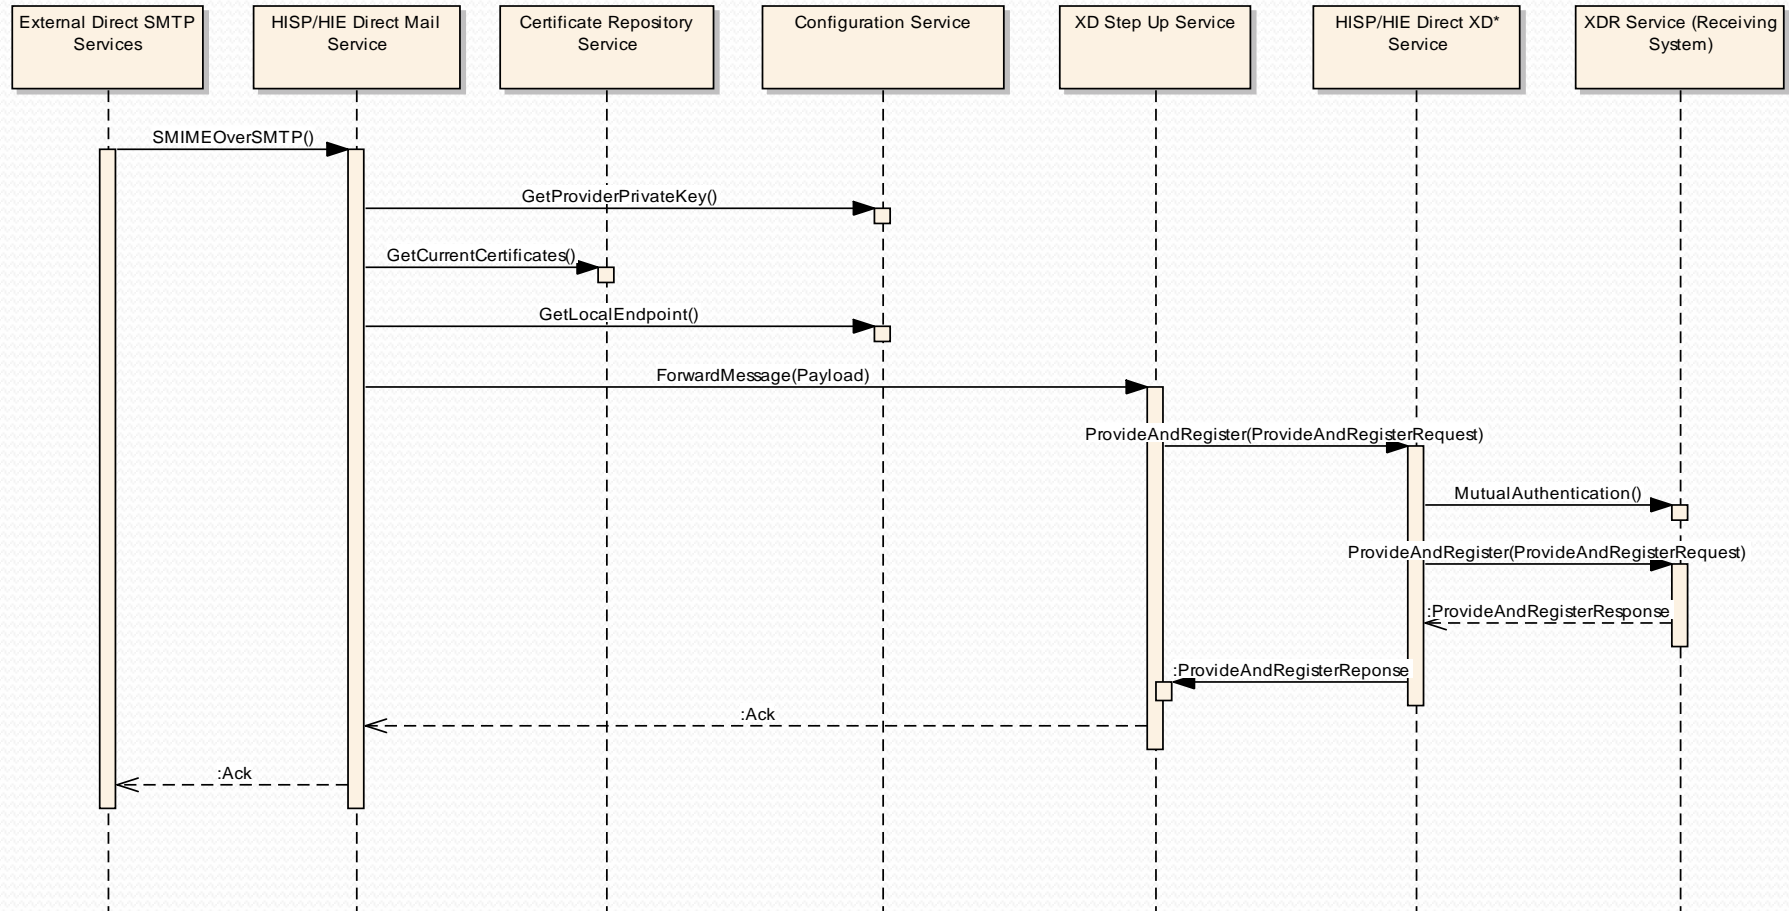 External Direct SMTP
Services
HISP/HIE Direct Mail
Service
Certificate Repository
Service
Configuration Service
XD Step Up Service
HISP/HIE Direct XD*
Service
XDR Service (Receiving
System)
SMIMEOverSMTP()
GetProviderPrivateKey()
GetCurrentCertificates()
GetLocalEndpoint()
ForwardMessage(Payload)
ProvideAndRegister(ProvideAndRegisterRequest)
MutualAuthentication()
ProvideAndRegister(ProvideAndRegisterRequest)
:ProvideAndRegisterResponse
:ProvideAndRegisterReponse
:Ack
:Ack